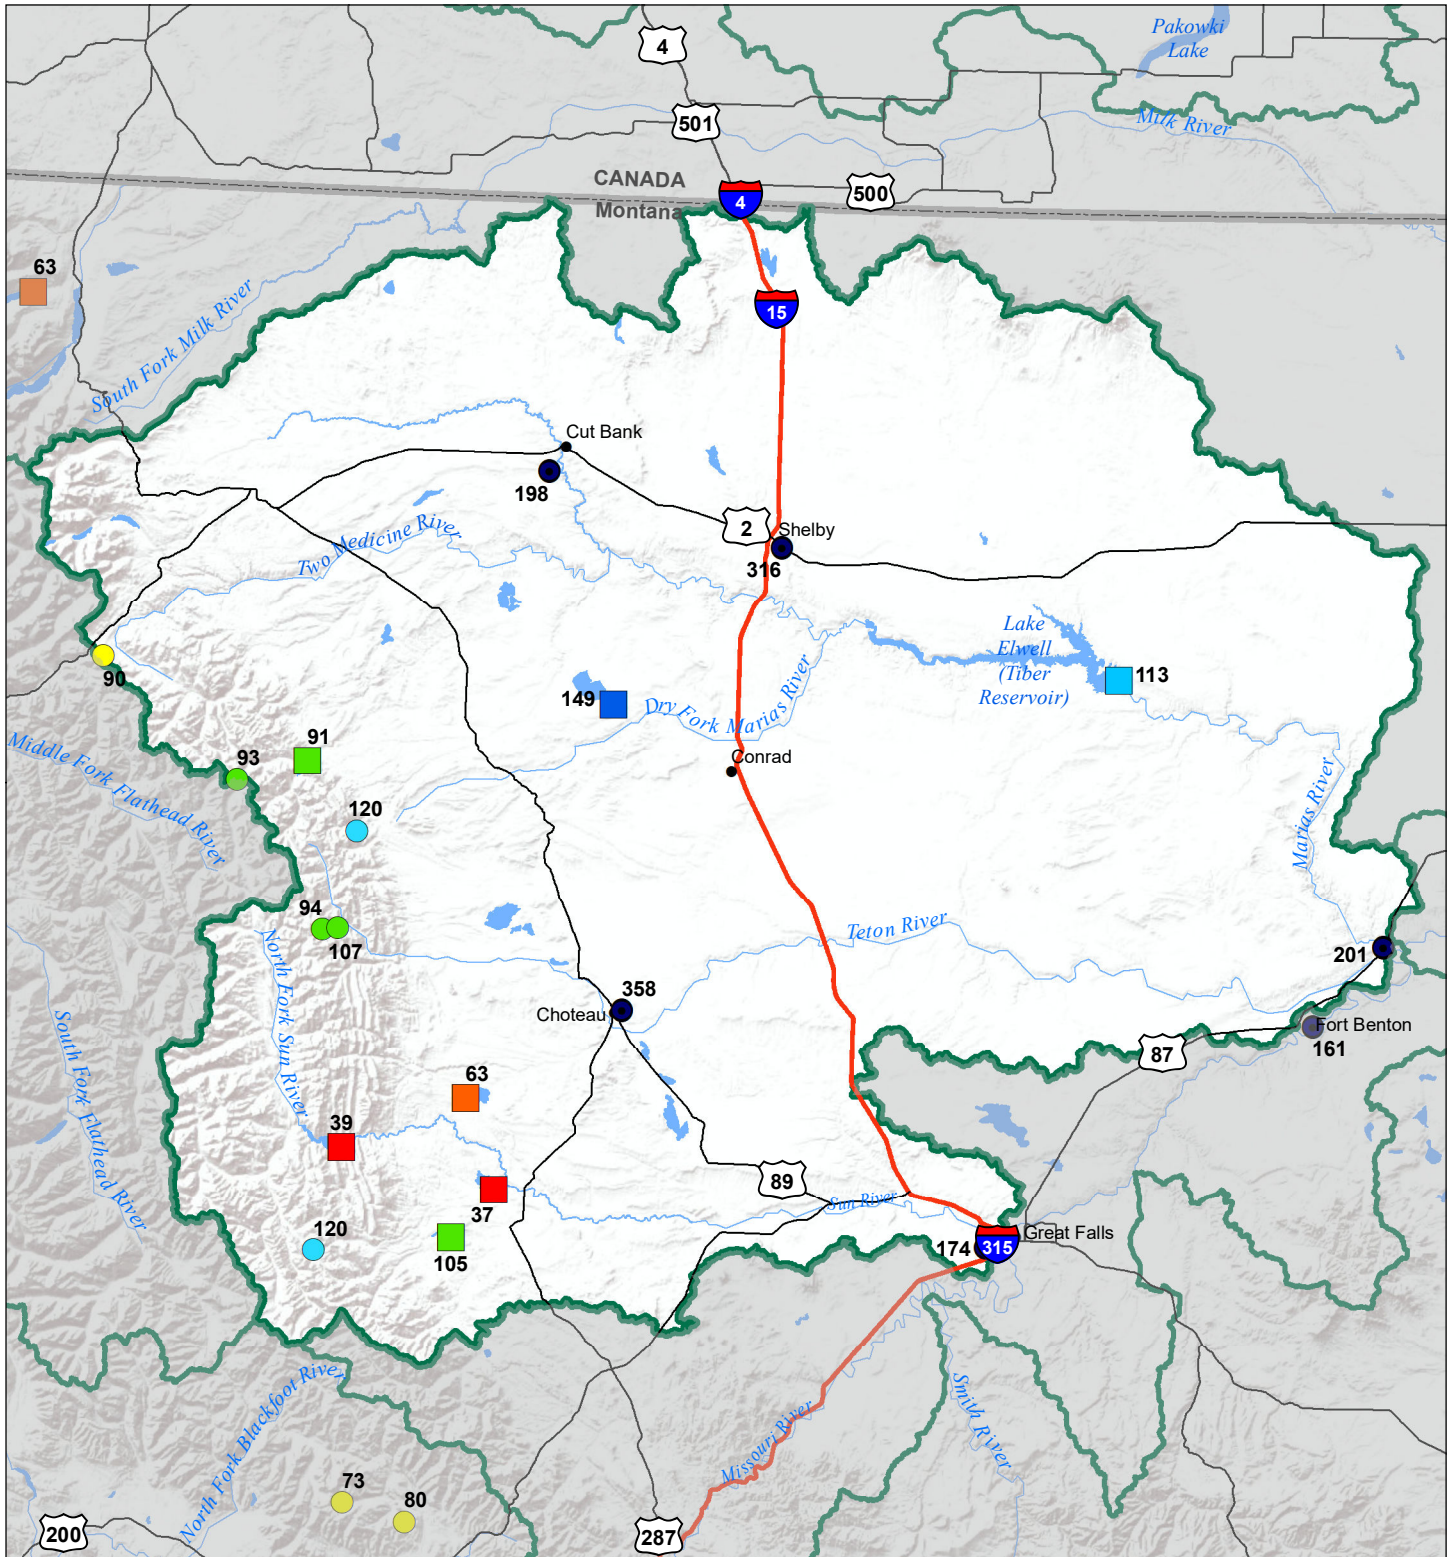 Pakowki
Lake
4
501
Milk River
CANADA
Montana
4
500
63
15
South Fork Milk River
Cut Bank
198
2
Shelby
316
Two Medicine River
Lake
Elwell
(Tiber
Reservoir)
113
90
149
Dry Fork Marias River
Middle Fork Flathead River
93
91
Conrad
120
Marias River
94
107
North Fork Sun River
Teton River
201
358
Choteau
Fort Benton
161
87
South Fork Flathead River
63
39
37
89
Sun River
120
105
174
315
Great Falls
North Fork Blackfoot River
Missouri River
Smith River
73
80
200
287